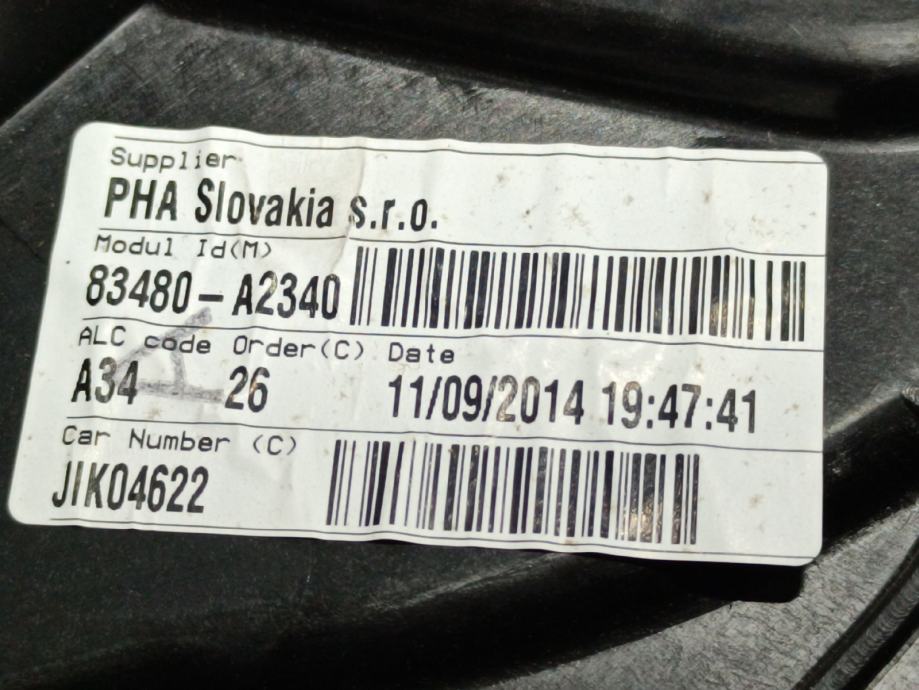 Supplier
PHA Slovakia s.r.o.
Modul Id(M)
83480-A2340
ALC code Order(C) Date
A34 26 11/09/2014 19:47:41
Car Number (C)
JIK04622